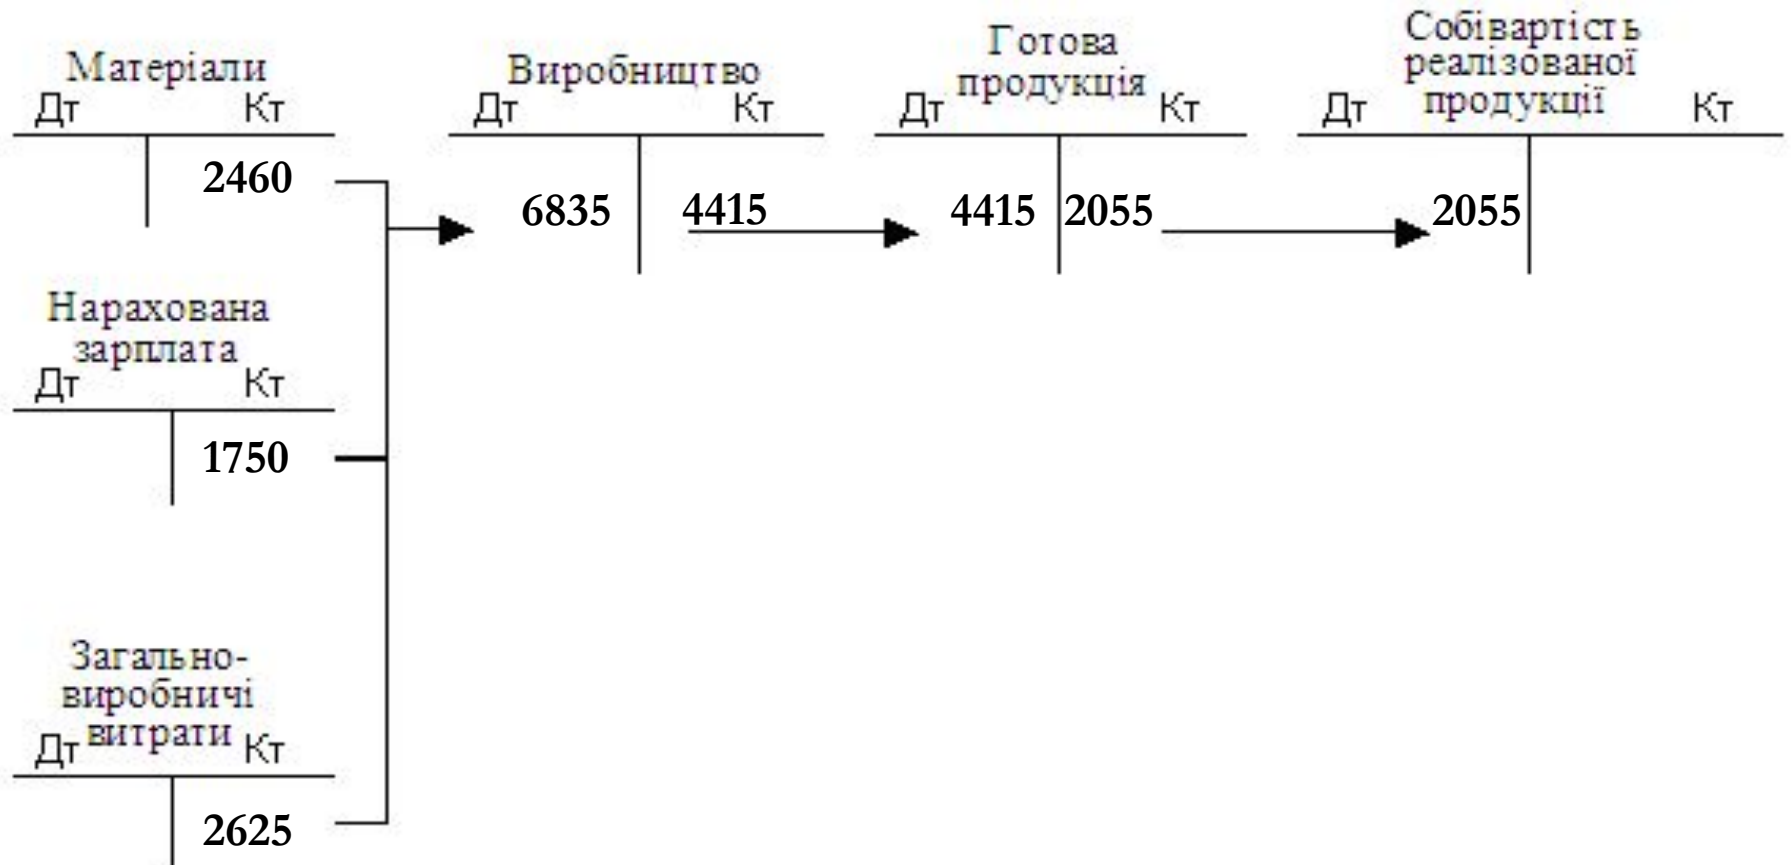 Матеріали
Дт Кт
2460
Виробництво
Дт Кт
6835 4415
Готова
продукція
Дт Кт
4415 2055
Собівартість
реалізованої
продукції
Дт Кт
2055
Нарахована
зарплата
Дт Кт
1750
Загально-
виробничі
витрати
Дт Кт
2625